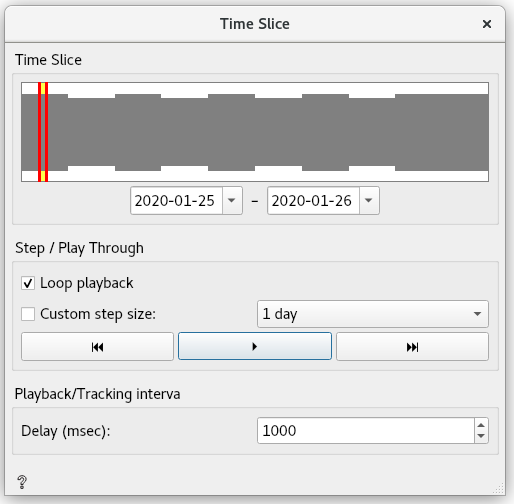 Time Slice
Time Slice
2020-01-25 – 2020-01-26
Step / Play Through
Loop playback
Custom step size: 1 day
Playback/Tracking interva
Delay (msec): 1000
?